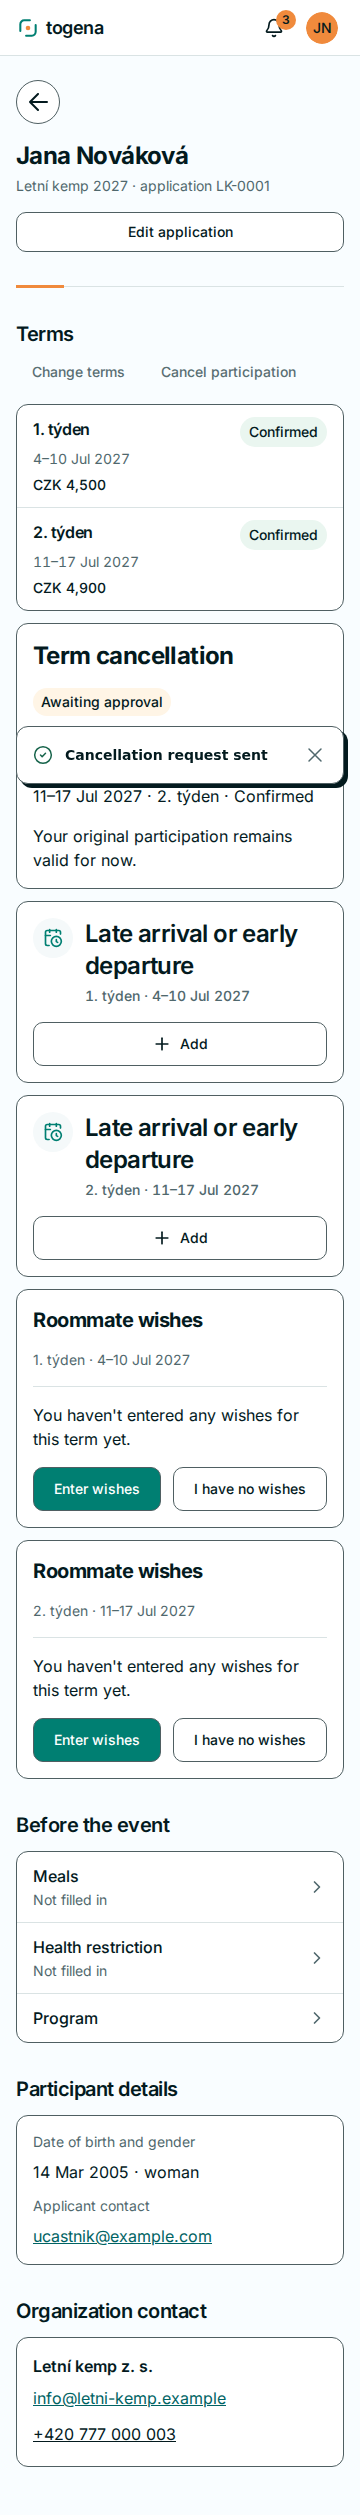 togena
3
JN
Jana Nováková
Letní kemp 2027 · application LK-0001
Edit application
Terms
Change terms
Cancel participation
1. týden
Confirmed
4–10 Jul 2027
CZK 4,500
2. týden
Confirmed
11–17 Jul 2027
CZK 4,900
Term cancellation
Awaiting approval
Cancellation request sent
11–17 Jul 2027 · 2. týden · Confirmed
Your original participation remains
valid for now.
Late arrival or early
departure
1. týden · 4–10 Jul 2027
Add
Late arrival or early
departure
2. týden · 11–17 Jul 2027
Add
Roommate wishes
1. týden · 4–10 Jul 2027
You haven't entered any wishes for
this term yet.
Enter wishes
I have no wishes
Roommate wishes
2. týden · 11–17 Jul 2027
You haven't entered any wishes for
this term yet.
Enter wishes
I have no wishes
Before the event
Meals
Not filled in
Health restriction
Not filled in
Program
Participant details
Date of birth and gender
14 Mar 2005 · woman
Applicant contact
ucastnik@example.com
Organization contact
Letní kemp z. s.
info@letni-kemp.example
+420 777 000 003